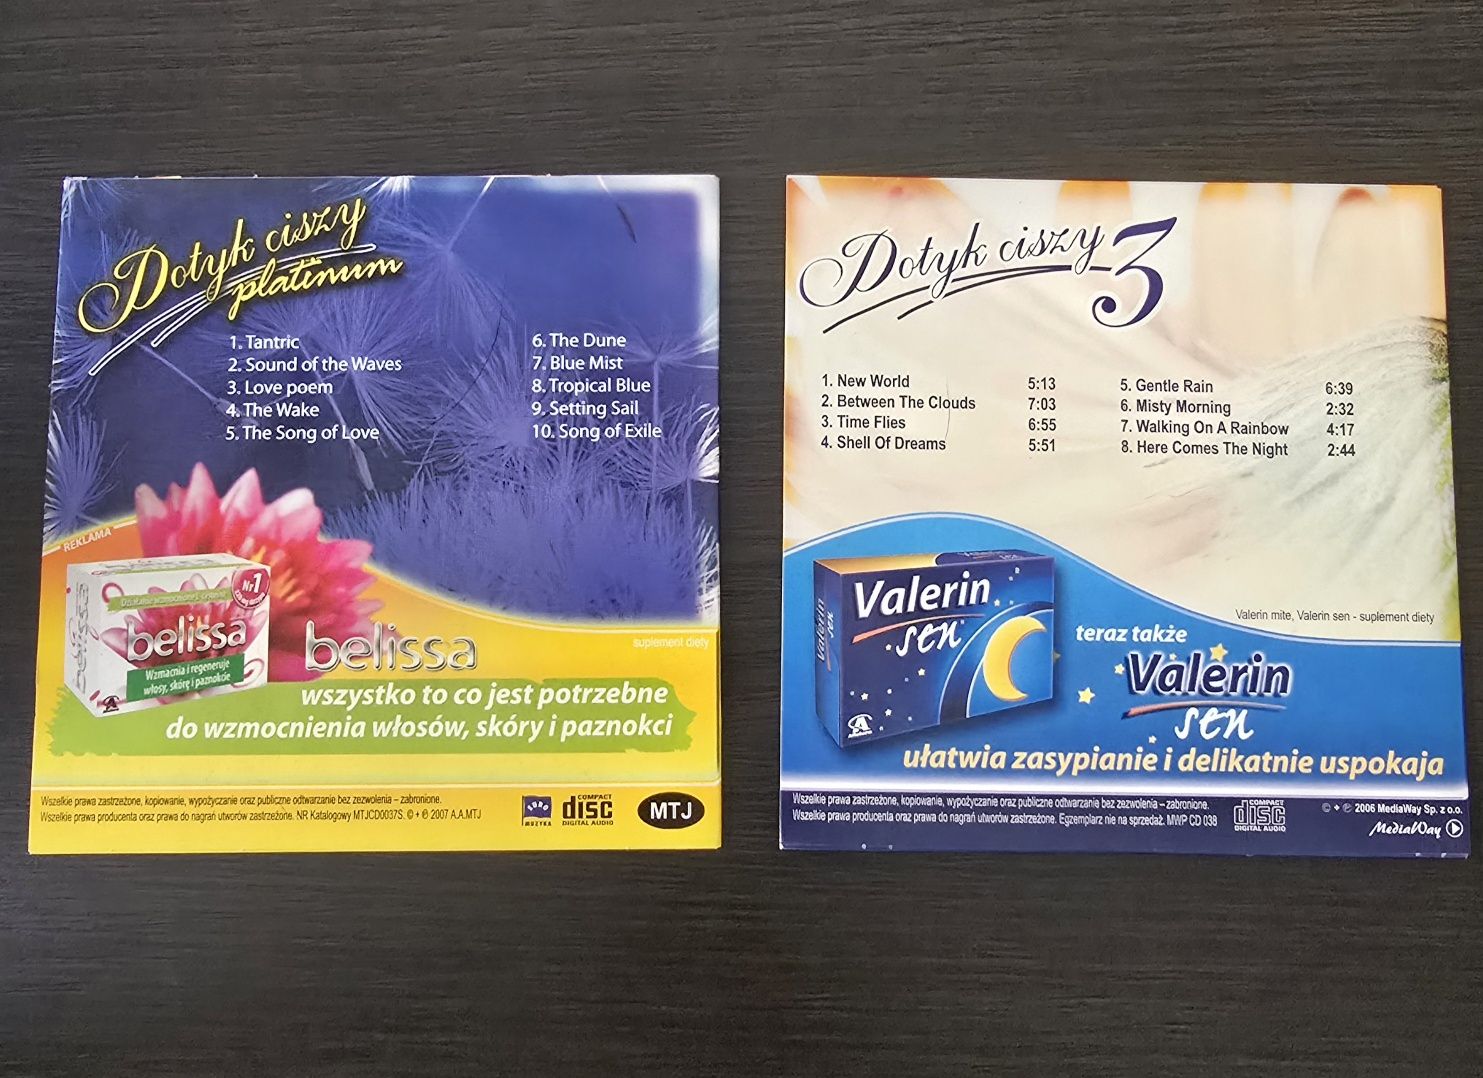 Dotyk ciszy
platinum
1. Tantric
2. Sound of the Waves
3. Love poem
4. The Wake
5. The Song of Love
6. The Dune
7. Blue Mist
8. Tropical Blue
9. Setting Sail
10. Song of Exile
REKLAMA
belissa
Nr 1
belissa
Wzmacnia i regeneruje
włosy, skórę i paznokcie
belissa
suplement diety
wszystko to co jest potrzebne
do wzmocnienia włosów, skóry i paznokci
Wszelkie prawa zastrzeżone, kopiowanie, wypożyczanie oraz publiczne odtwarzanie bez zezwolenia – zabronione.
Wszelkie prawa producenta oraz prawa do nagrań utworów zastrzeżone. NR Katalogowy MTJCD0037S. © + ℗ 2007 A.A.MTJ
EURO
MUZYKA
COMPACT
disc
DIGITAL AUDIO
MTJ
Dotyk ciszy 3
1. New World 5:13
2. Between The Clouds 7:03
3. Time Flies 6:55
4. Shell Of Dreams 5:51
5. Gentle Rain 6:39
6. Misty Morning 2:32
7. Walking On A Rainbow 4:17
8. Here Comes The Night 2:44
Valerin mite, Valerin sen - suplement diety
Valerin
sen
Valerin
sen
teraz także
Valerin
sen
ułatwia zasypianie i delikatnie uspokaja
Wszelkie prawa zastrzeżone, kopiowanie, wypożyczanie oraz publiczne odtwarzanie bez zezwolenia – zabronione.
Wszelkie prawa producenta oraz prawa do nagrań utworów zastrzeżone. Egzemplarz nie na sprzedaż. MWP CD 038
COMPACT
disc
DIGITAL AUDIO
© + ℗ 2006 MediaWay Sp. z o.o.
MediaWay